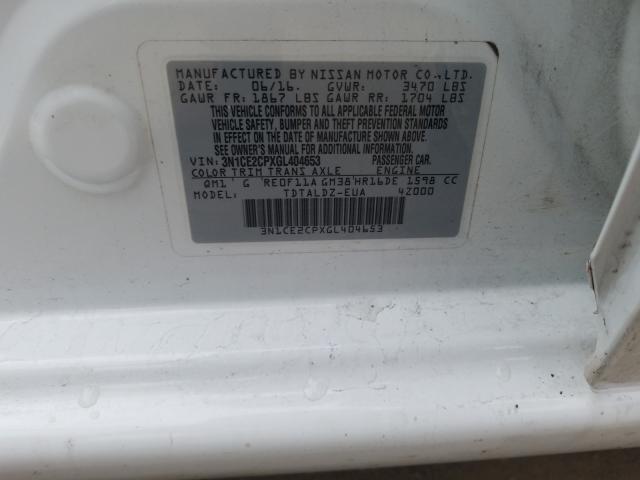 MANUFACTURED BY NISSAN MOTOR CO.,LTD.
DATE: 06/16. GVWR: 3470 LBS
GAWR FR: 1867 LBS GAWR RR: 1704 LBS
THIS VEHICLE CONFORMS TO ALL APPLICABLE FEDERAL MOTOR
VEHICLE SAFETY, BUMPER AND THEFT PREVENTION STANDARDS
IN EFFECT ON THE DATE OF MANUFACTURE SHOWN ABOVE.
SEE OWNER'S MANUAL FOR ADDITIONAL INFORMATION.
VIN: 3N1CE2CPXGL404653 PASSENGER CAR.
COLOR TRIM TRANS AXLE ENGINE
QM1 G RE0F11A GM38 HR16DE 1598 CC
MODEL: TDTALDZ-EUA 4Z000
3N1CE2CPXGL404653